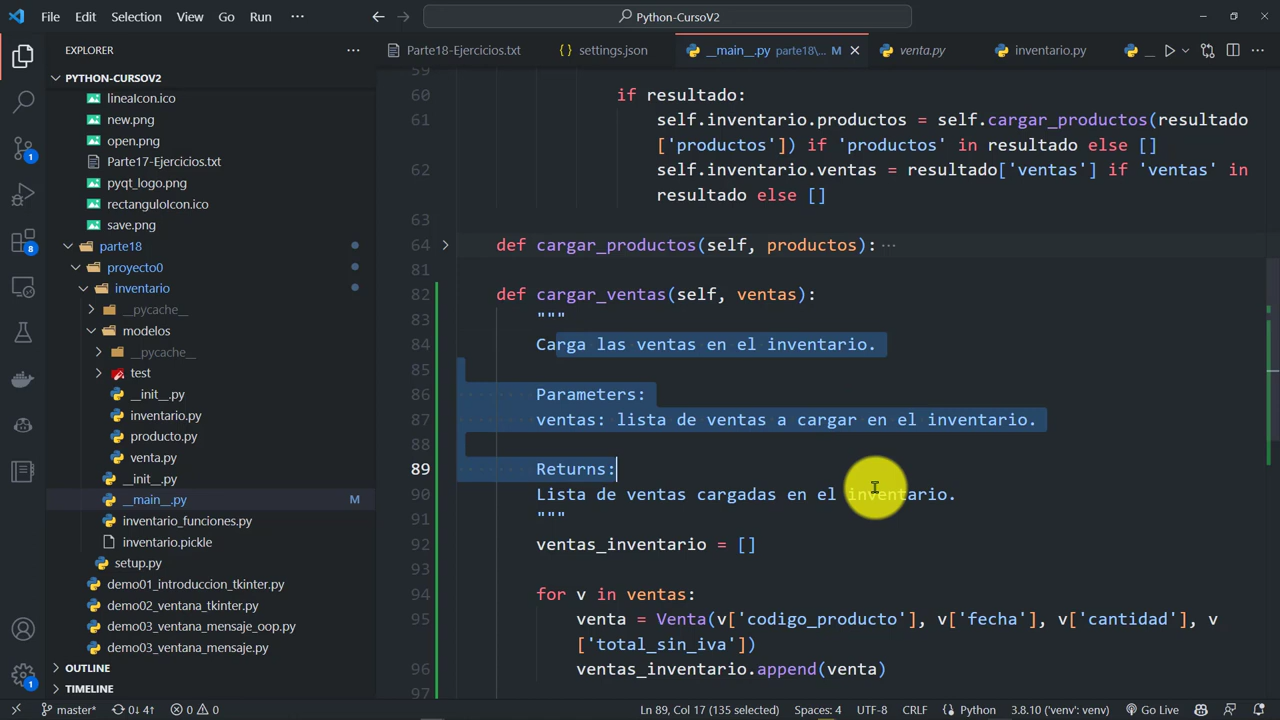 File Edit Selection View Go Run ··· Python-CursoV2
EXPLORER ···
Parte18-Ejercicios.txt {} settings.json __main__.py parte18\... M venta.py inventario.py __ ···
PYTHON-CURSOV2
lineaIcon.ico
new.png
open.png
Parte17-Ejercicios.txt
pyqt_logo.png
rectanguloIcon.ico
save.png
parte18
proyecto0
inventario
__pycache__
modelos
__pycache__
test
__init__.py
inventario.py
producto.py
venta.py
__init__.py
__main__.py M
inventario_funciones.py
inventario.pickle
setup.py
demo01_introduccion_tkinter.py
demo02_ventana_tkinter.py
demo03_ventana_mensaje_oop.py
demo03_ventana_mensaje.py
OUTLINE
TIMELINE
1
8
1
59
60 if resultado:
61 self.inventario.productos = self.cargar_productos(resultado
['productos']) if 'productos' in resultado else []
62 self.inventario.ventas = resultado['ventas'] if 'ventas' in
resultado else []
63
64 def cargar_productos(self, productos): ···
81
82 def cargar_ventas(self, ventas):
83 """
84 Carga las ventas en el inventario.
85
86 Parameters:
87 ventas: lista de ventas a cargar en el inventario.
88
89 Returns:
90 Lista de ventas cargadas en el inventario.
91 """
92 ventas_inventario = []
93
94 for v in ventas:
95 venta = Venta(v['codigo_producto'], v['fecha'], v['cantidad'], v
['total_sin_iva'])
96 ventas_inventario.append(venta)
97
master* 0↓ 4↑ 0 0 Ln 89, Col 17 (135 selected) Spaces: 4 UTF-8 CRLF Python 3.8.10 ('venv': venv) Go Live